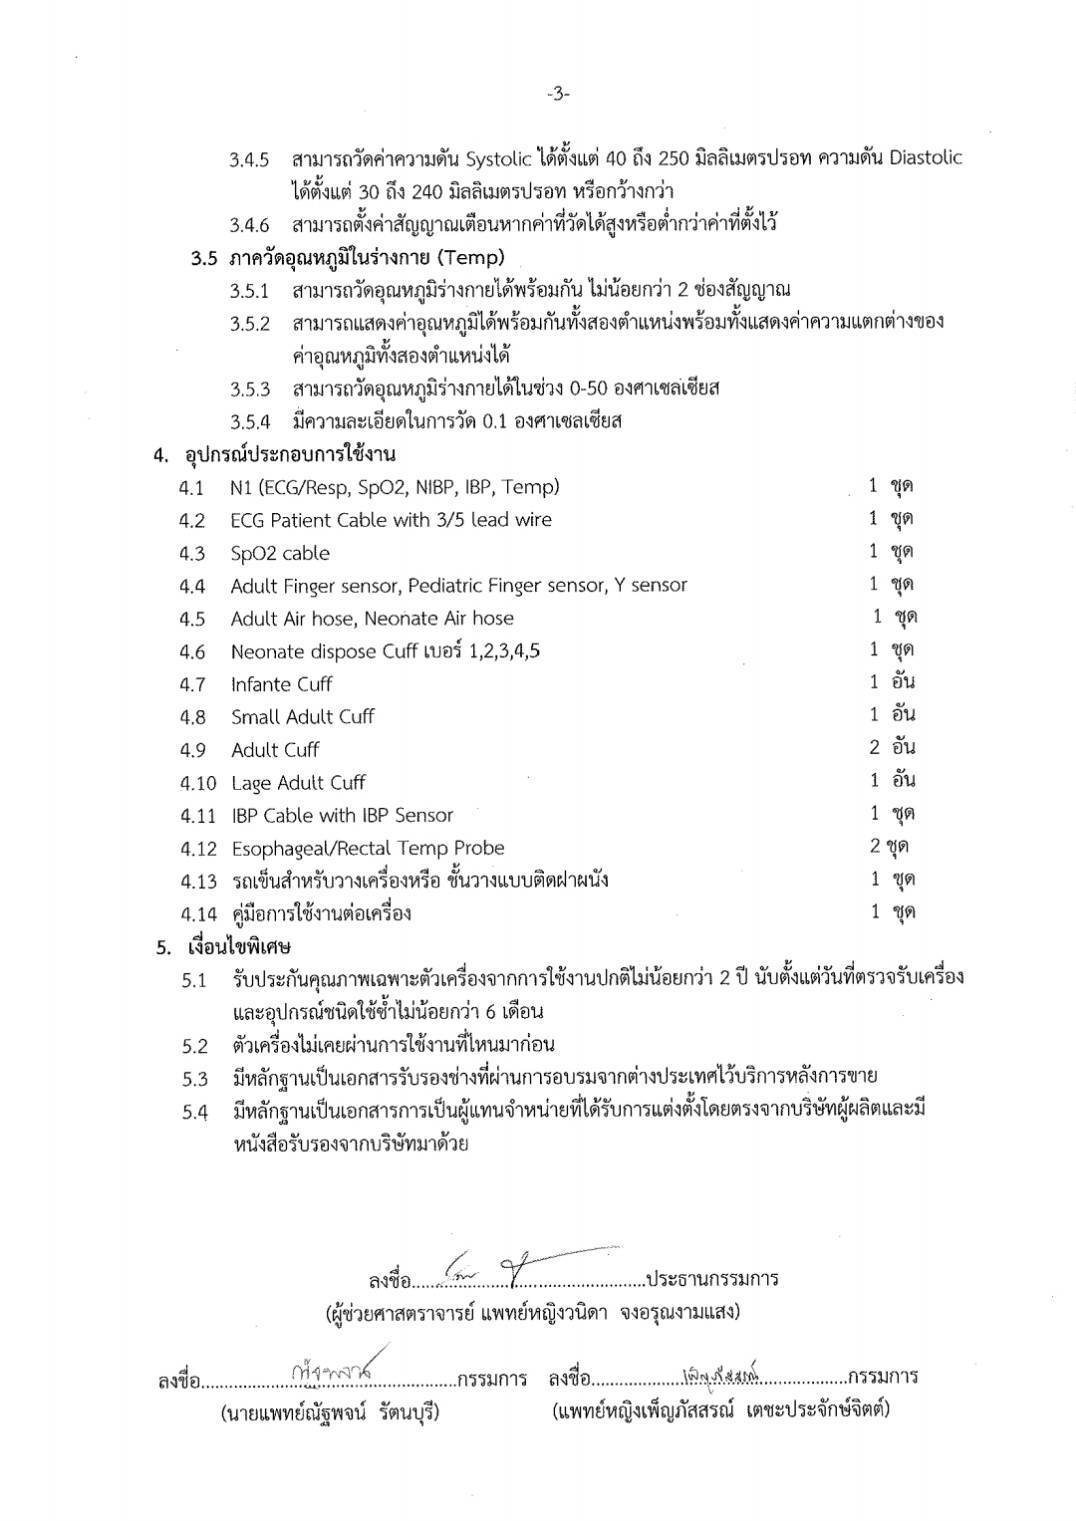 -3-
3.4.5 สามารถวัดค่าความดัน Systolic ได้ตั้งแต่ 40 ถึง 250 มิลลิเมตรปรอท ความดัน Diastolic
ได้ตั้งแต่ 30 ถึง 240 มิลลิเมตรปรอท หรือกว้างกว่า
3.4.6 สามารถตั้งค่าสัญญาณเตือนหากค่าที่วัดได้สูงหรือต่ำกว่าค่าที่ตั้งไว้
3.5 ภาควัดอุณหภูมิในร่างกาย (Temp)
3.5.1 สามารถวัดอุณหภูมิร่างกายได้พร้อมกัน ไม่น้อยกว่า 2 ช่องสัญญาณ
3.5.2 สามารถแสดงค่าอุณหภูมิได้พร้อมกันทั้งสองตำแหน่งพร้อมทั้งแสดงค่าความแตกต่างของ
ค่าอุณหภูมิทั้งสองตำแหน่งได้
3.5.3 สามารถวัดอุณหภูมิร่างกายได้ในช่วง 0-50 องศาเซลเซียส
3.5.4 มีความละเอียดในการวัด 0.1 องศาเซลเซียส
4. อุปกรณ์ประกอบการใช้งาน
4.1 N1 (ECG/Resp, SpO2, NIBP, IBP, Temp) 1 ชุด
4.2 ECG Patient Cable with 3/5 lead wire 1 ชุด
4.3 SpO2 cable 1 ชุด
4.4 Adult Finger sensor, Pediatric Finger sensor, Y sensor 1 ชุด
4.5 Adult Air hose, Neonate Air hose 1 ชุด
4.6 Neonate dispose Cuff เบอร์ 1,2,3,4,5 1 ชุด
4.7 Infante Cuff 1 อัน
4.8 Small Adult Cuff 1 อัน
4.9 Adult Cuff 2 อัน
4.10 Lage Adult Cuff 1 อัน
4.11 IBP Cable with IBP Sensor 1 ชุด
4.12 Esophageal/Rectal Temp Probe 2 ชุด
4.13 รถเข็นสำหรับวางเครื่องหรือ ชั้นวางแบบติดฝาผนัง 1 ชุด
4.14 คู่มือการใช้งานต่อเครื่อง 1 ชุด
5. เงื่อนไขพิเศษ
5.1 รับประกันคุณภาพเฉพาะตัวเครื่องจากการใช้งานปกติไม่น้อยกว่า 2 ปี นับตั้งแต่วันที่ตรวจรับเครื่อง
และอุปกรณ์ชนิดใช้ซ้ำไม่น้อยกว่า 6 เดือน
5.2 ตัวเครื่องไม่เคยผ่านการใช้งานที่ไหนมาก่อน
5.3 มีหลักฐานเป็นเอกสารรับรองช่างที่ผ่านการอบรมจากต่างประเทศไว้บริการหลังการขาย
5.4 มีหลักฐานเป็นเอกสารการเป็นผู้แทนจำหน่ายที่ได้รับการแต่งตั้งโดยตรงจากบริษัทผู้ผลิตและมี
หนังสือรับรองจากบริษัทมาด้วย
ลงชื่อ..................................................ประธานกรรมการ
(ผู้ช่วยศาสตราจารย์ แพทย์หญิงวนิดา จงอรุณงามแสง)
ลงชื่อ..................................................กรรมการ ลงชื่อ..................................................กรรมการ
(นายแพทย์ณัฐพจน์ รัตนบุรี) (แพทย์หญิงเพ็ญภัสสรณ์ เตชะประจักษ์จิตต์)